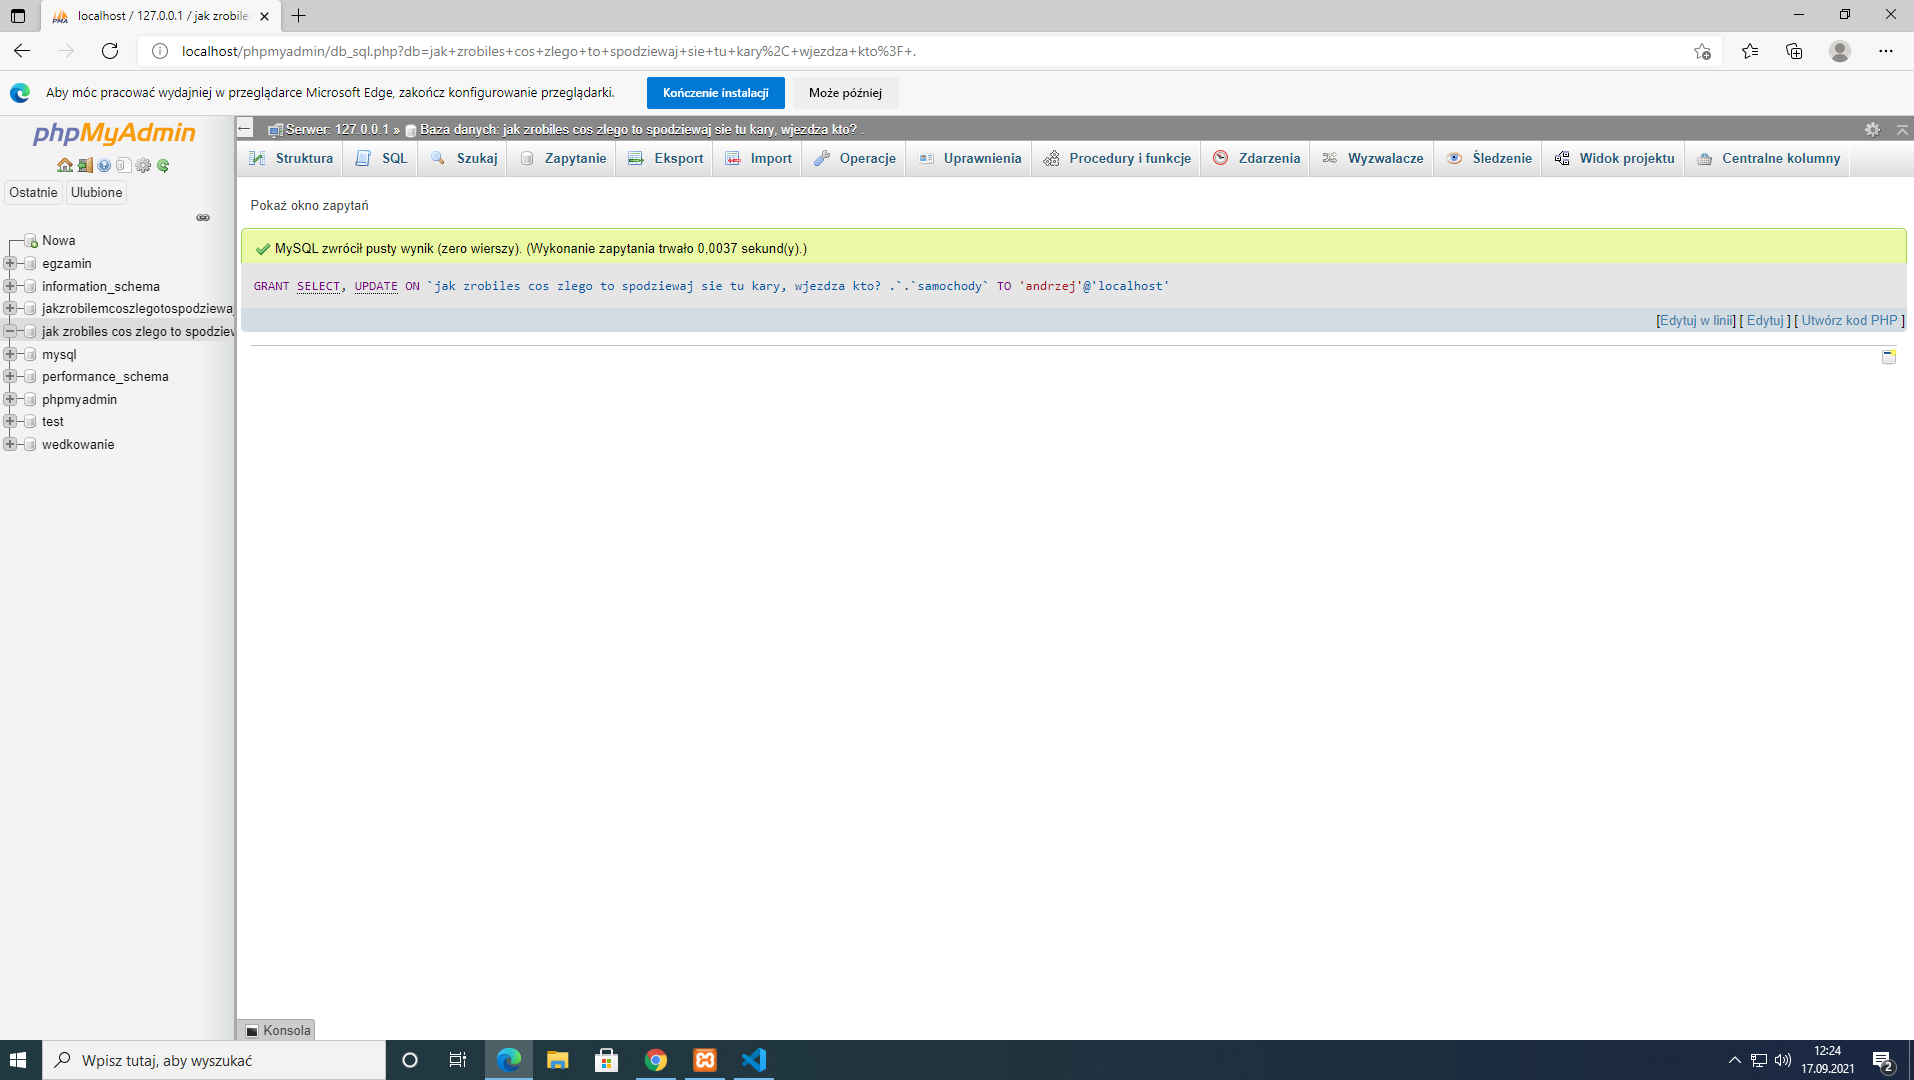 localhost / 127.0.0.1 / jak zrobile
localhost/phpmyadmin/db_sql.php?db=jak+zrobiles+cos+zlego+to+spodziewaj+sie+tu+kary%2C+wjezdza+kto%3F+.
Aby móc pracować wydajniej w przeglądarce Microsoft Edge, zakończ konfigurowanie przeglądarki.
Kończenie instalacji
Może później
phpMyAdmin
Ostatnie
Ulubione
Nowa
egzamin
information_schema
jakzrobilemcoszlegotospodziewaj
jak zrobiles cos zlego to spodziew
mysql
performance_schema
phpmyadmin
test
wedkowanie
Serwer: 127.0.0.1 » Baza danych: jak zrobiles cos zlego to spodziewaj sie tu kary, wjezdza kto? .
Struktura
SQL
Szukaj
Zapytanie
Eksport
Import
Operacje
Uprawnienia
Procedury i funkcje
Zdarzenia
Wyzwalacze
Śledzenie
Widok projektu
Centralne kolumny
Pokaż okno zapytań
MySQL zwrócił pusty wynik (zero wierszy). (Wykonanie zapytania trwało 0,0037 sekund(y).)
GRANT SELECT, UPDATE ON `jak zrobiles cos zlego to spodziewaj sie tu kary, wjezdza kto? .`.`samochody` TO 'andrzej'@'localhost'
[Edytuj w linii] [ Edytuj ] [ Utwórz kod PHP ]
Konsola
Wpisz tutaj, aby wyszukać
12:24
17.09.2021
2